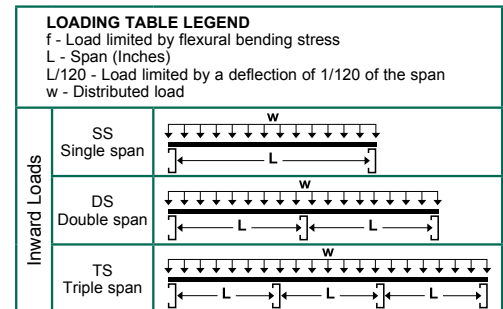 LOADING TABLE LEGEND
f - Load limited by flexural bending stress
L - Span (Inches)
L/120 - Load limited by a deflection of 1/120 of the span
w - Distributed load
Inward Loads
SS
Single span
w
L
DS
Double span
w
L L
TS
Triple span
w
L L L